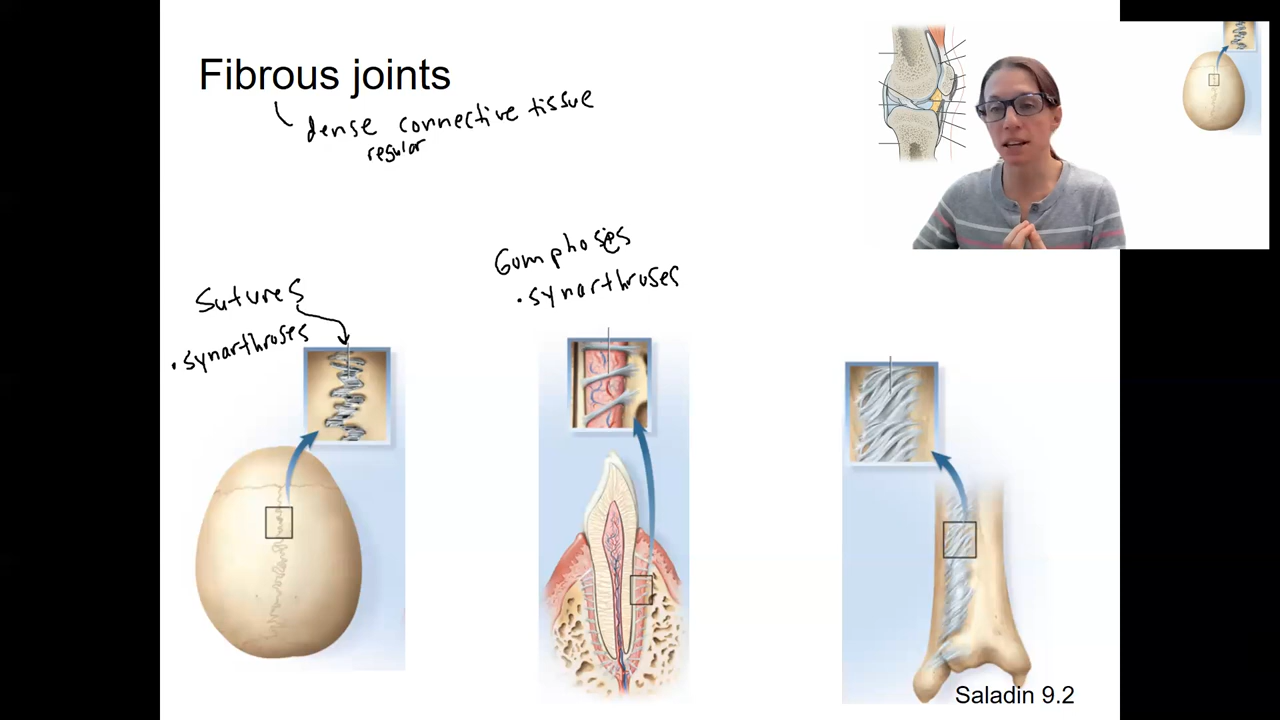 Fibrous joints
dense connective tissue
regular
Gomphoses
• synarthroses
Sutures
• synarthroses
Saladin 9.2